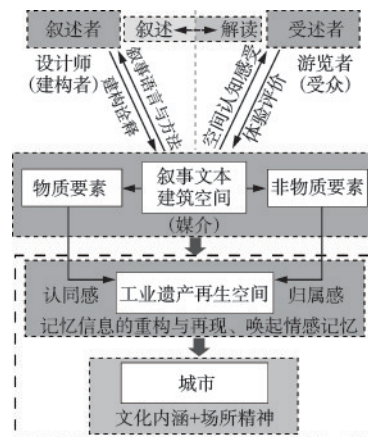 叙述者
叙述
解读
受述者
设计师
(建构者)
游览者
(受众)
叙事语言与方法
建构诠释
空间认知感受
体验评价
物质要素
叙事文本
建筑空间
非物质要素
(媒介)
认同感
工业遗产再生空间
归属感
记忆信息的重构与再现、唤起情感记忆
城市
文化内涵+场所精神